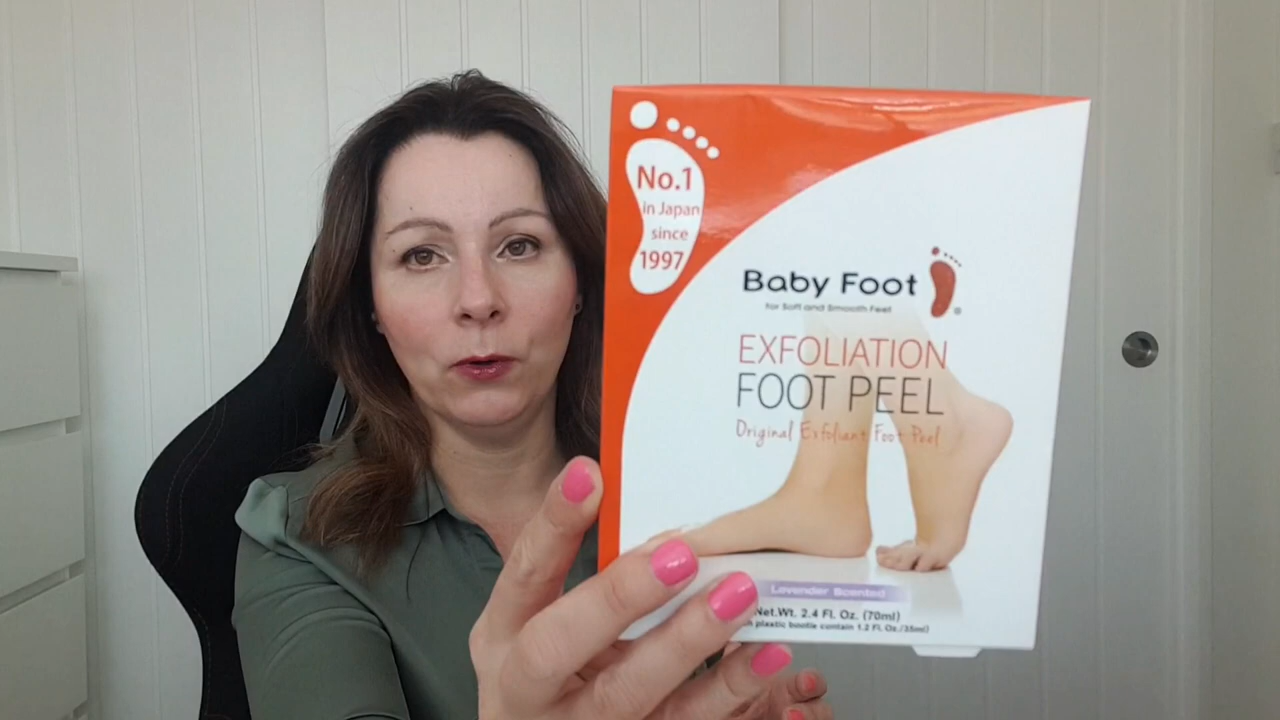 No.1
in Japan
since
1997
Baby Foot
for Soft and Smooth Feet
EXFOLIATION
FOOT PEEL
Original Exfoliant Foot Peel
Lavender Scented
Net.Wt. 2.4 Fl. Oz. (70ml)
plastic bootie contain 1.2 Fl. Oz./35ml)